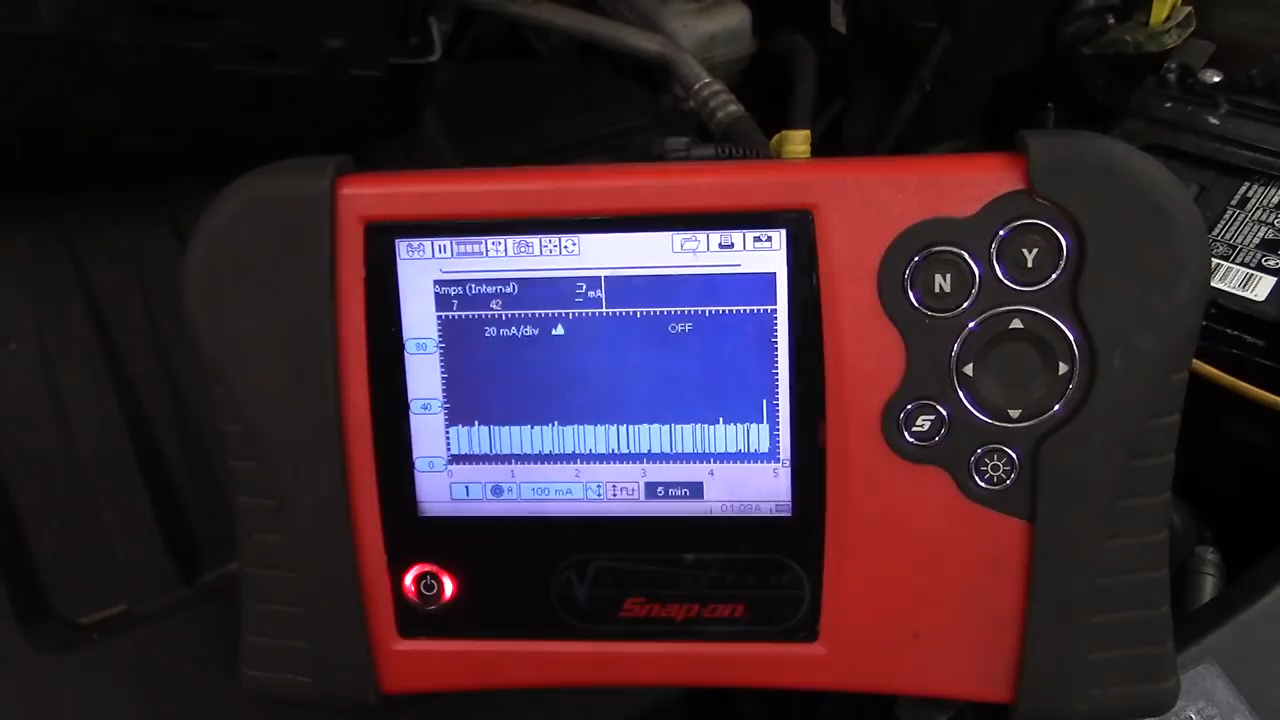 Amps (Internal)
mA
7 42
20 mA/div OFF
80
40
0
0 1 2 3 4 5
1 A 100 mA 5 min
01:09A
N
Y
S
Snap-on